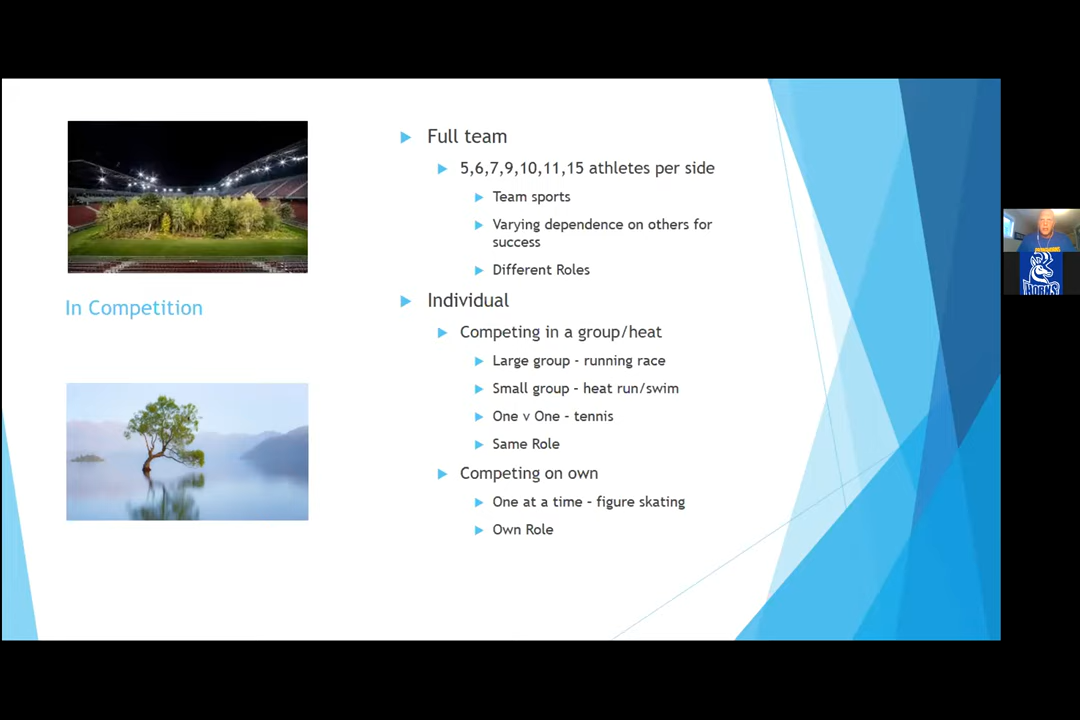 In Competition
Full team
5,6,7,9,10,11,15 athletes per side
Team sports
Varying dependence on others for
success
Different Roles
Individual
Competing in a group/heat
Large group - running race
Small group – heat run/swim
One v One – tennis
Same Role
Competing on own
One at a time – figure skating
Own Role
HORNS